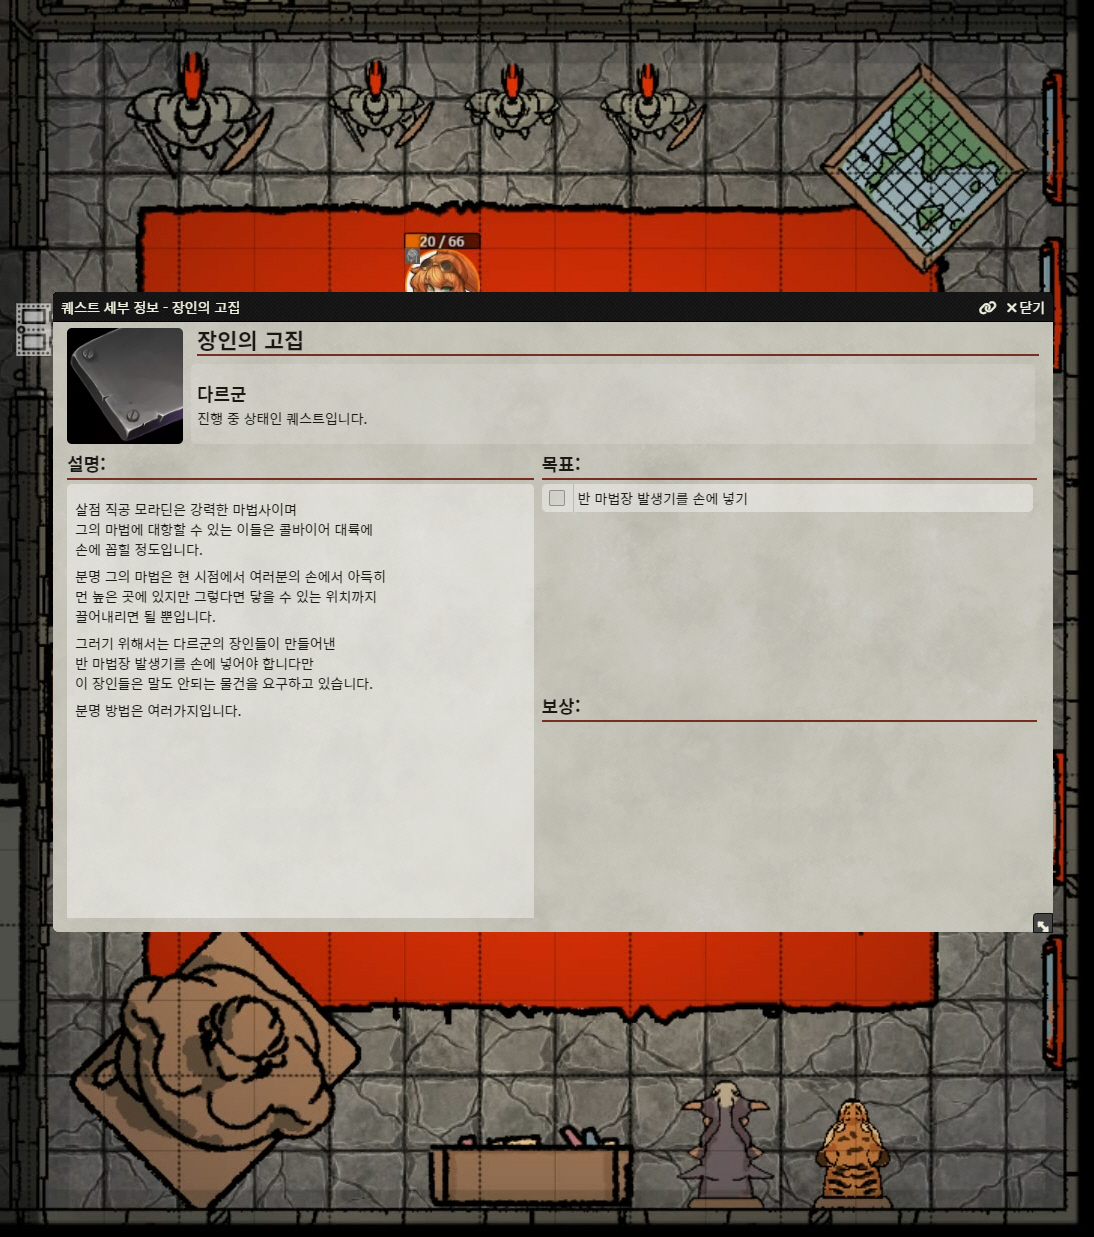 20 / 66
퀘스트 세부 정보 - 장인의 고집
닫기
장인의 고집
다르군
진행 중 상태인 퀘스트입니다.
설명:
살점 직공 모라딘은 강력한 마법사이며
그의 마법에 대항할 수 있는 이들은 콜바이어 대륙에
손에 꼽힐 정도입니다.
분명 그의 마법은 현 시점에서 여러분의 손에서 아득히
먼 높은 곳에 있지만 그렇다면 닿을 수 있는 위치까지
끌어내리면 될 뿐입니다.
그러기 위해서는 다르군의 장인들이 만들어낸
반 마법장 발생기를 손에 넣어야 합니다만
이 장인들은 말도 안되는 물건을 요구하고 있습니다.
분명 방법은 여러가지입니다.
목표:
반 마법장 발생기를 손에 넣기
보상: